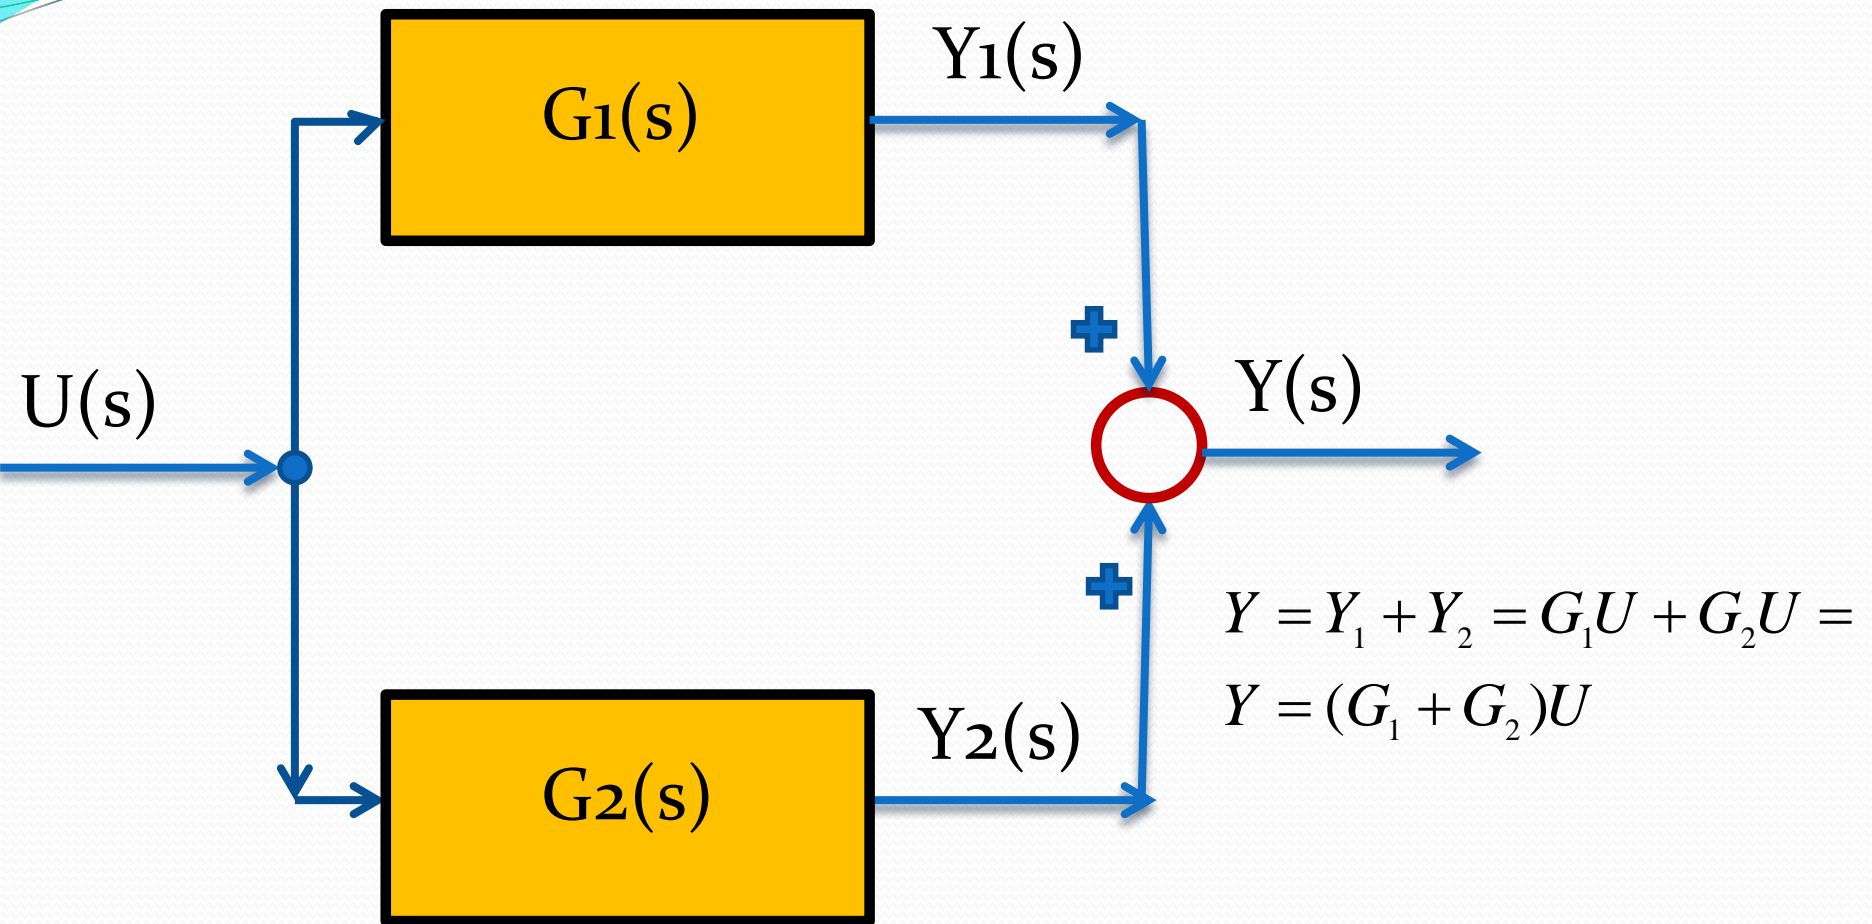 Y1(s)
G1(s)
U(s)
Y(s)
Y = Y₁ + Y₂ = G₁U + G₂U =
Y = (G₁ + G₂)U
Y2(s)
G2(s)